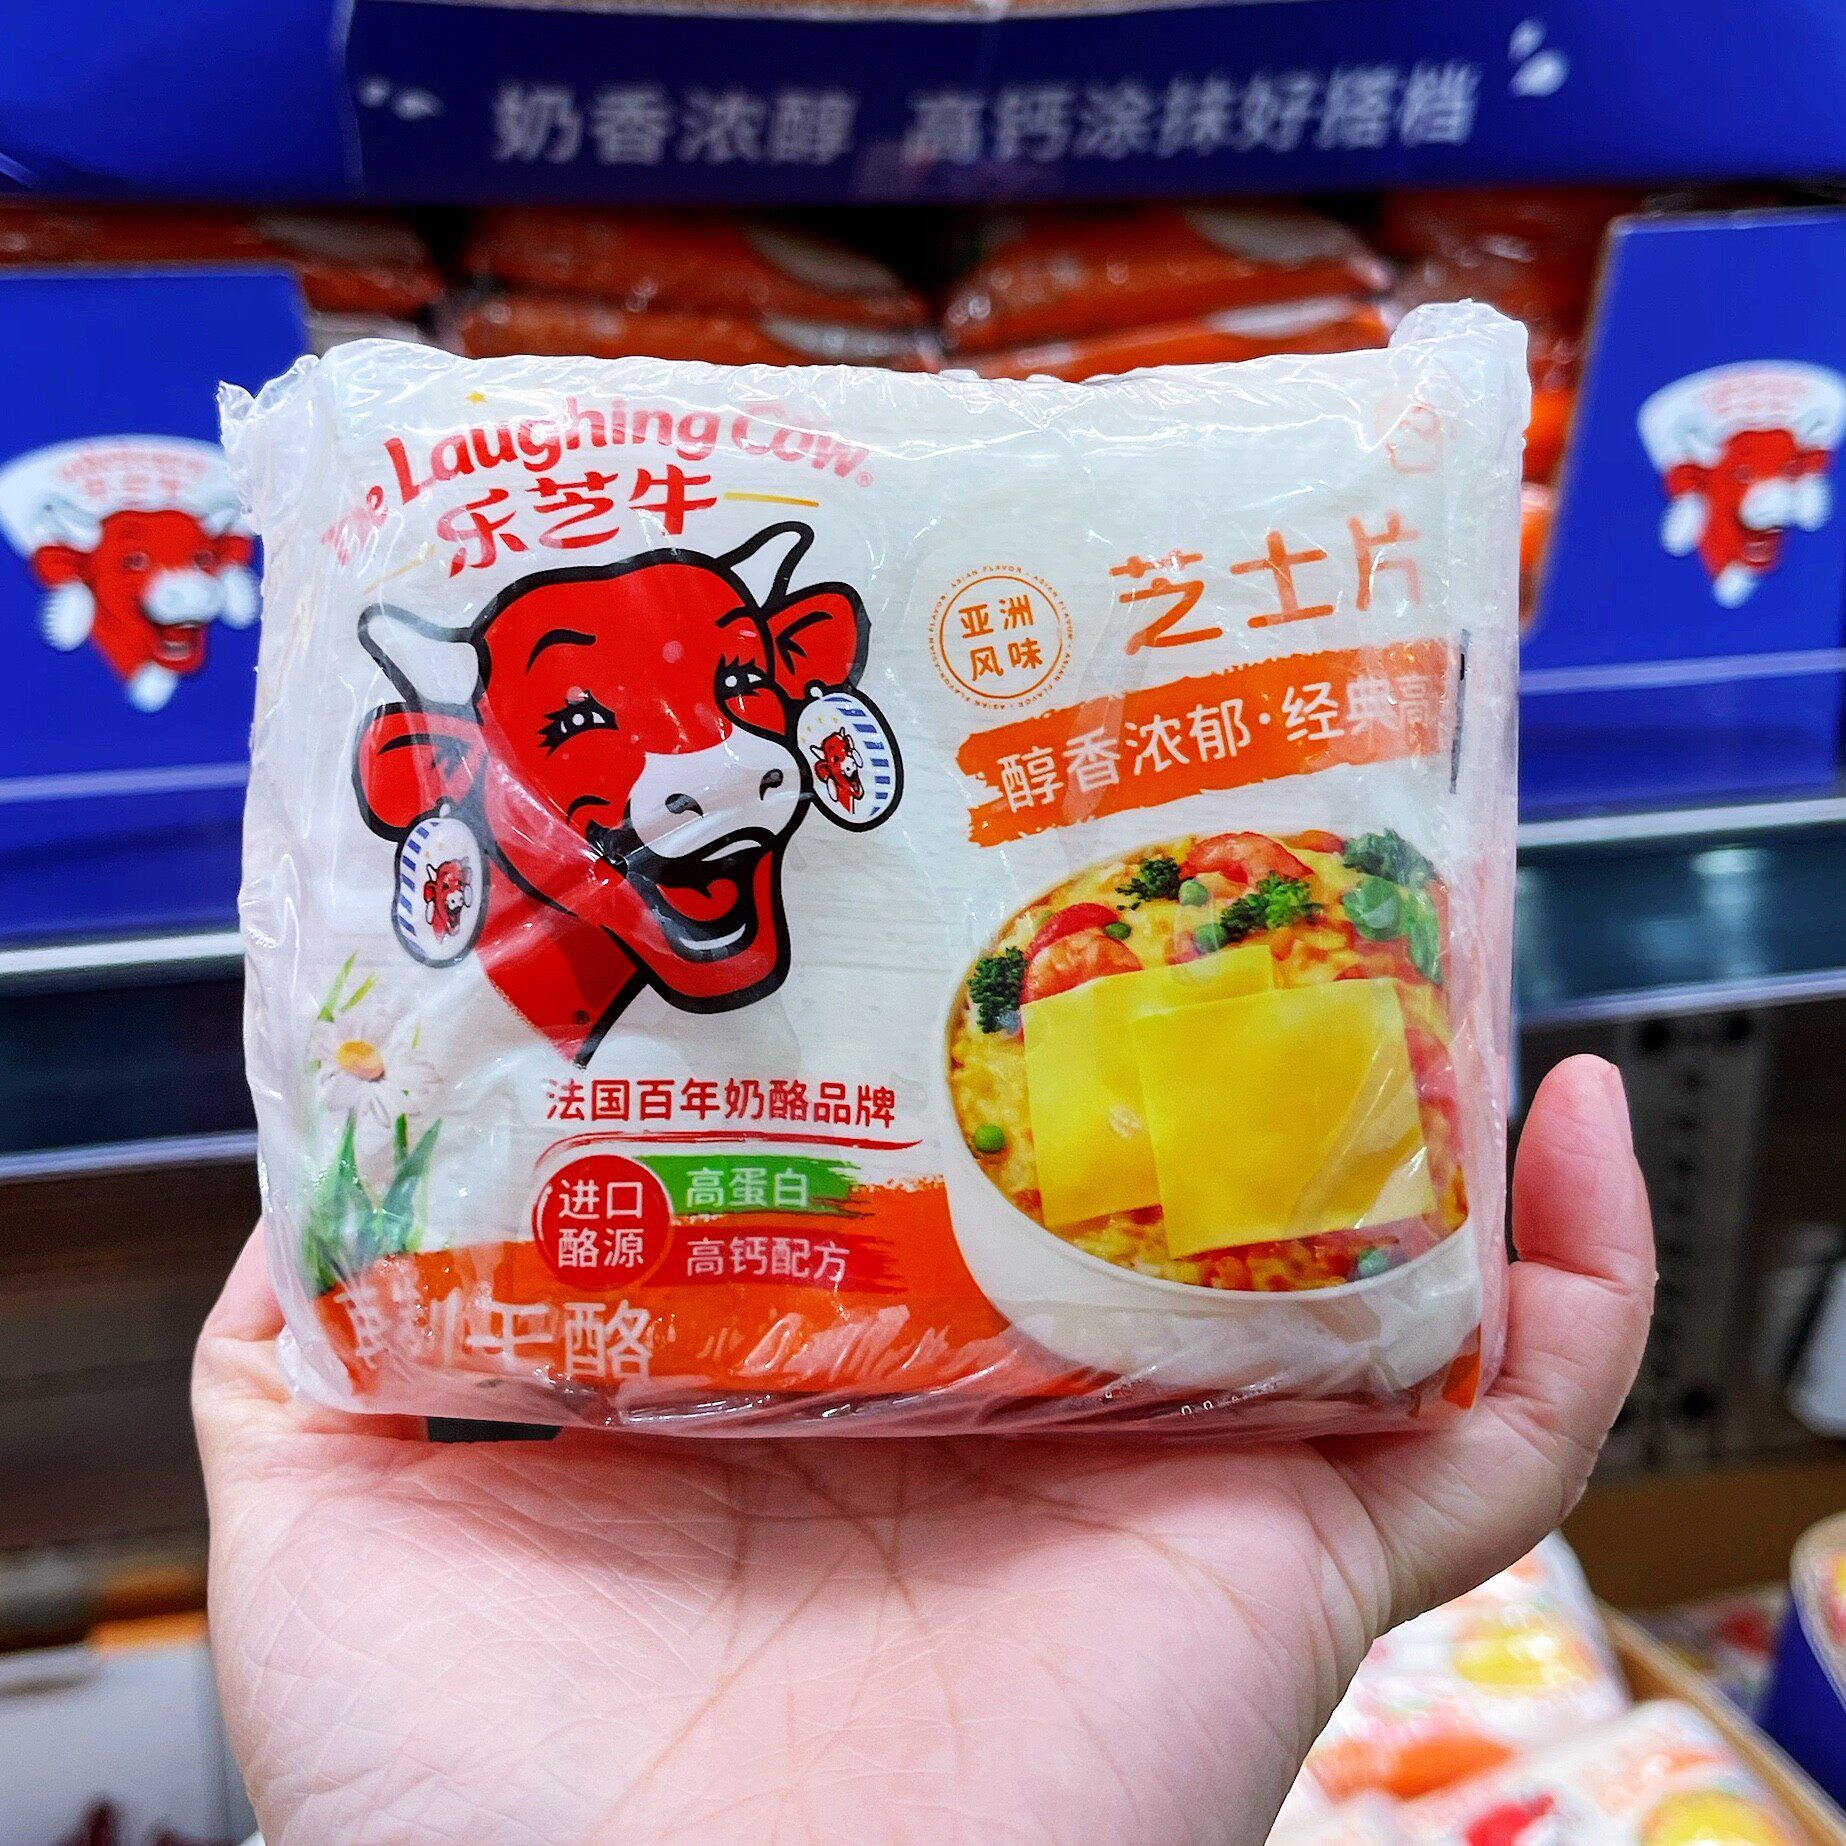 奶香浓醇 高钙涂抹好搭档
The Laughing Cow®
乐芝牛
亚洲
风味
芝士片
醇香浓郁·经典高
法国百年奶酪品牌
进口
酪源
高蛋白
高钙配方
再制干酪